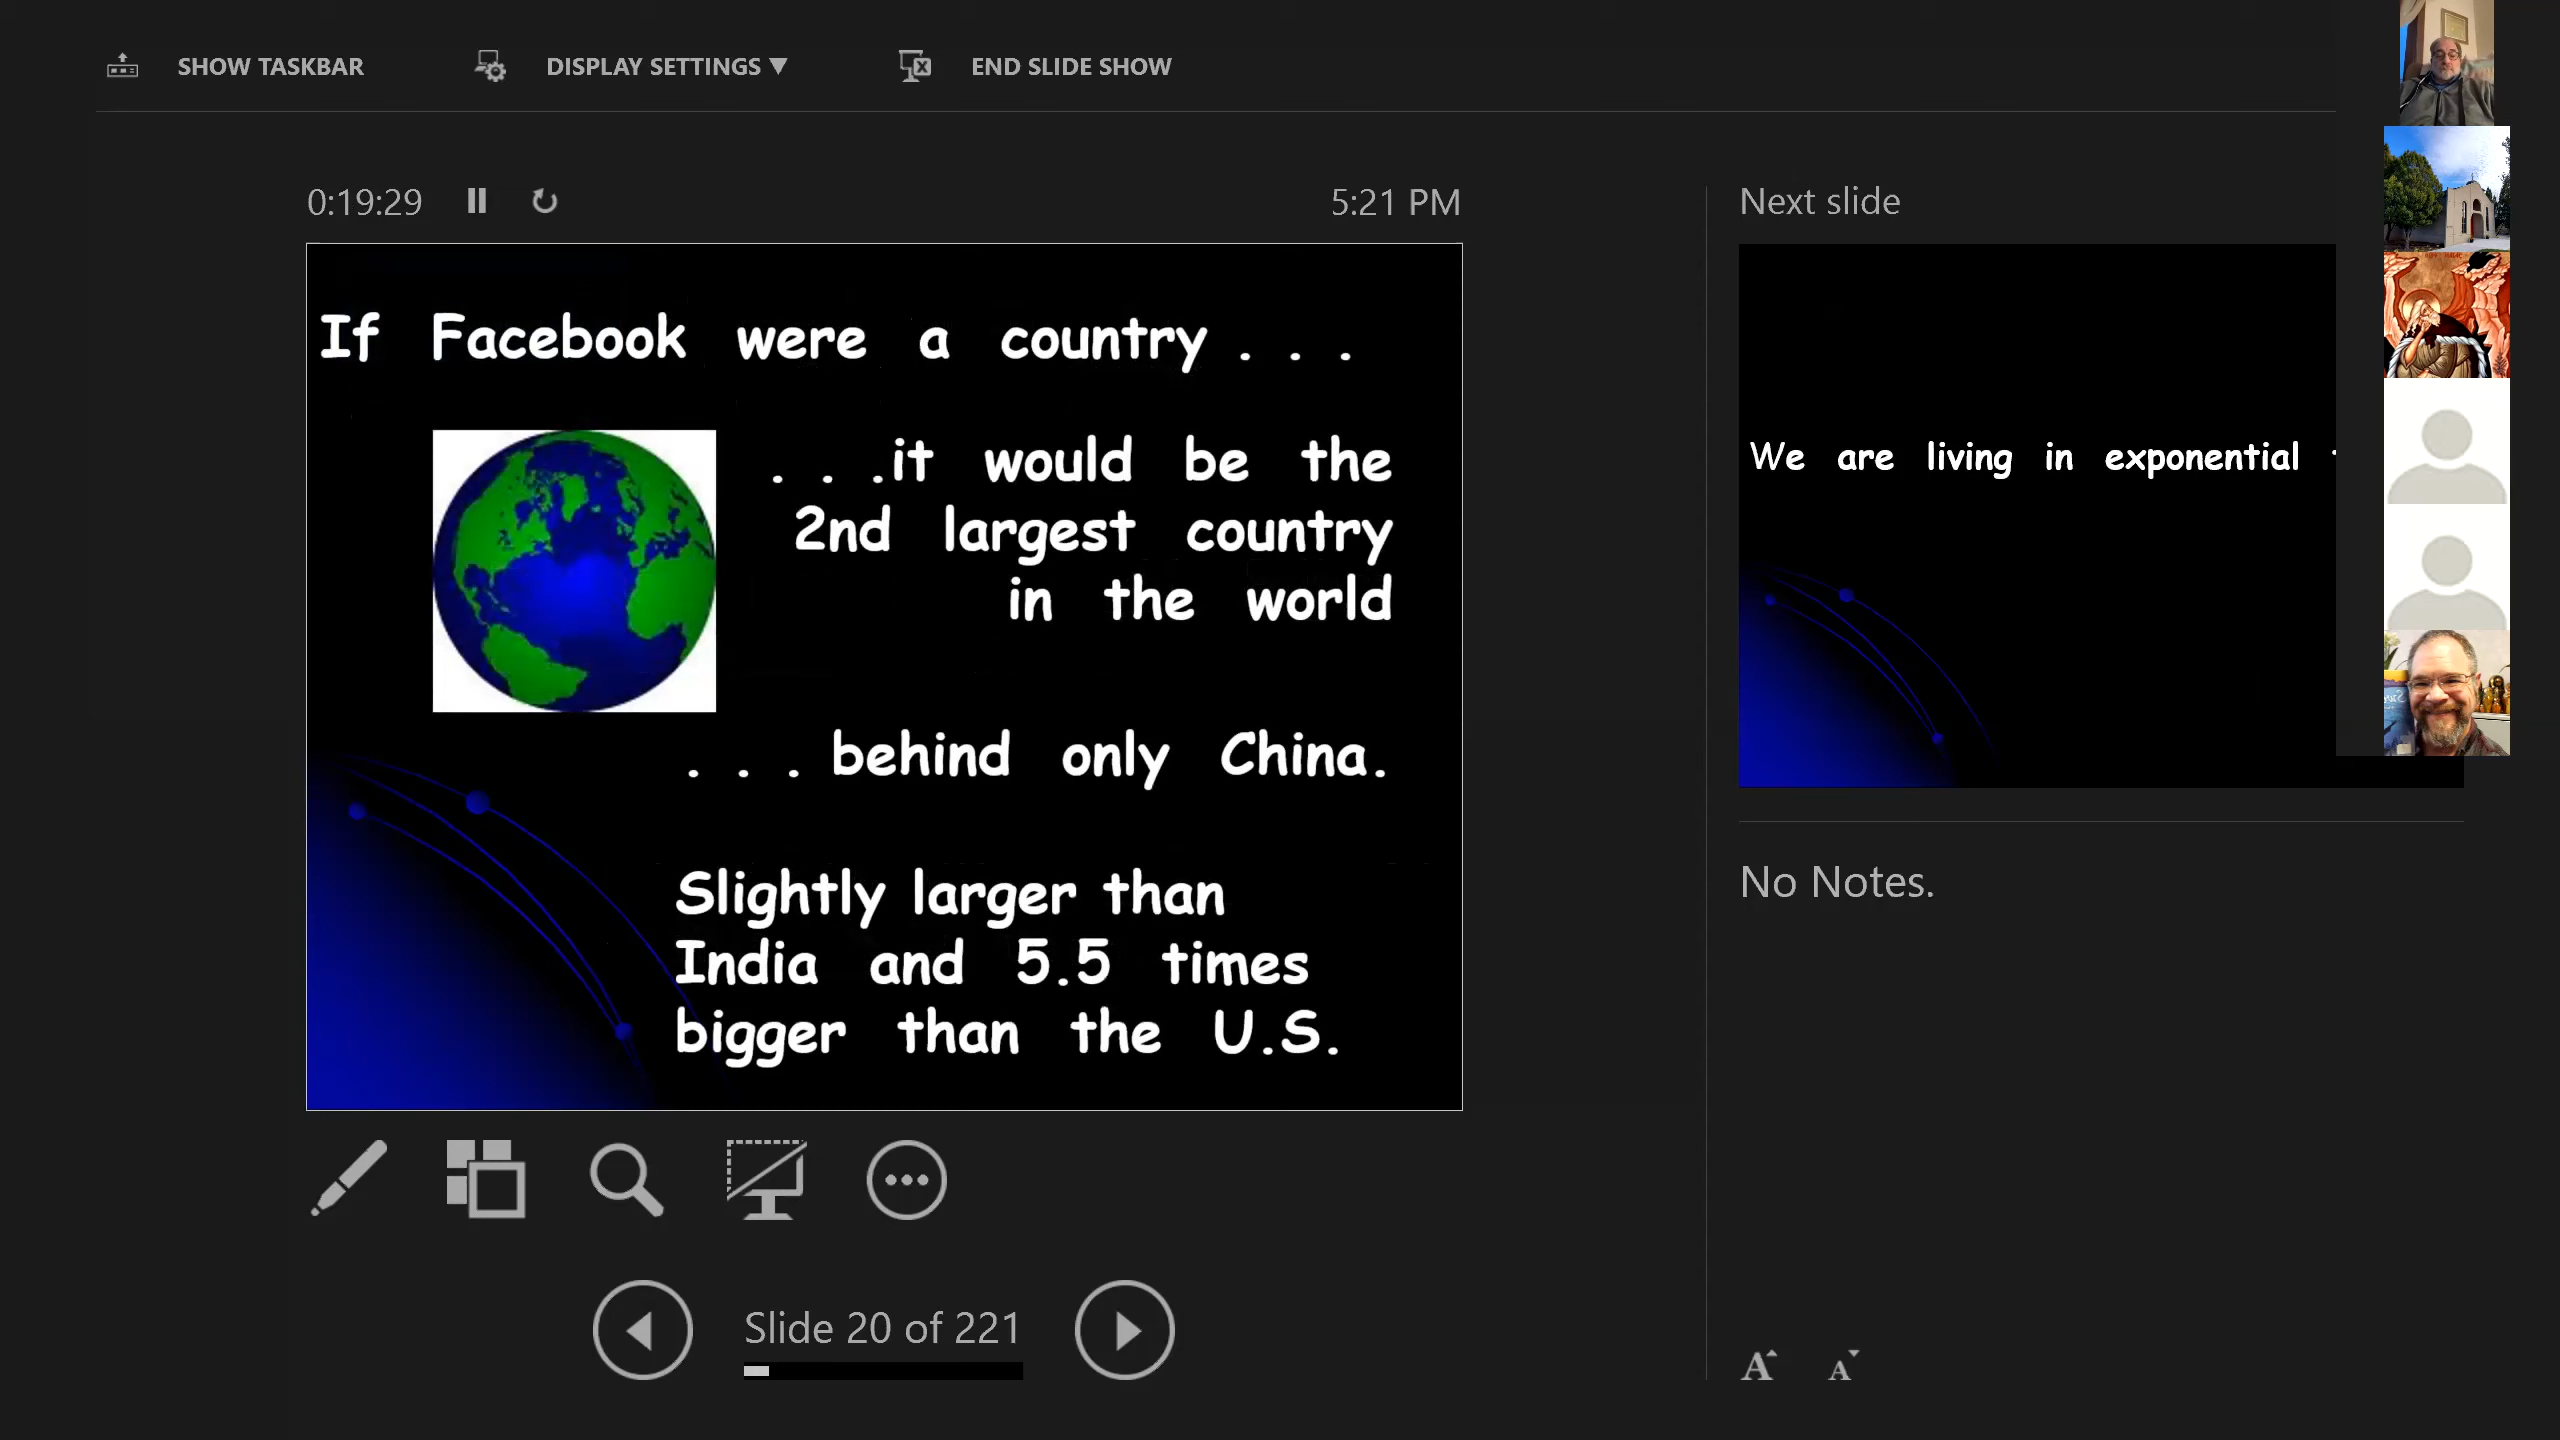 SHOW TASKBAR
DISPLAY SETTINGS ▼
END SLIDE SHOW
0:19:29
5:21 PM
If Facebook were a country . . .
. . .it would be the
2nd largest country
in the world
. . . behind only China.
Slightly larger than
India and 5.5 times
bigger than the U.S.
Slide 20 of 221
Next slide
We are living in exponential
No Notes.
A
A